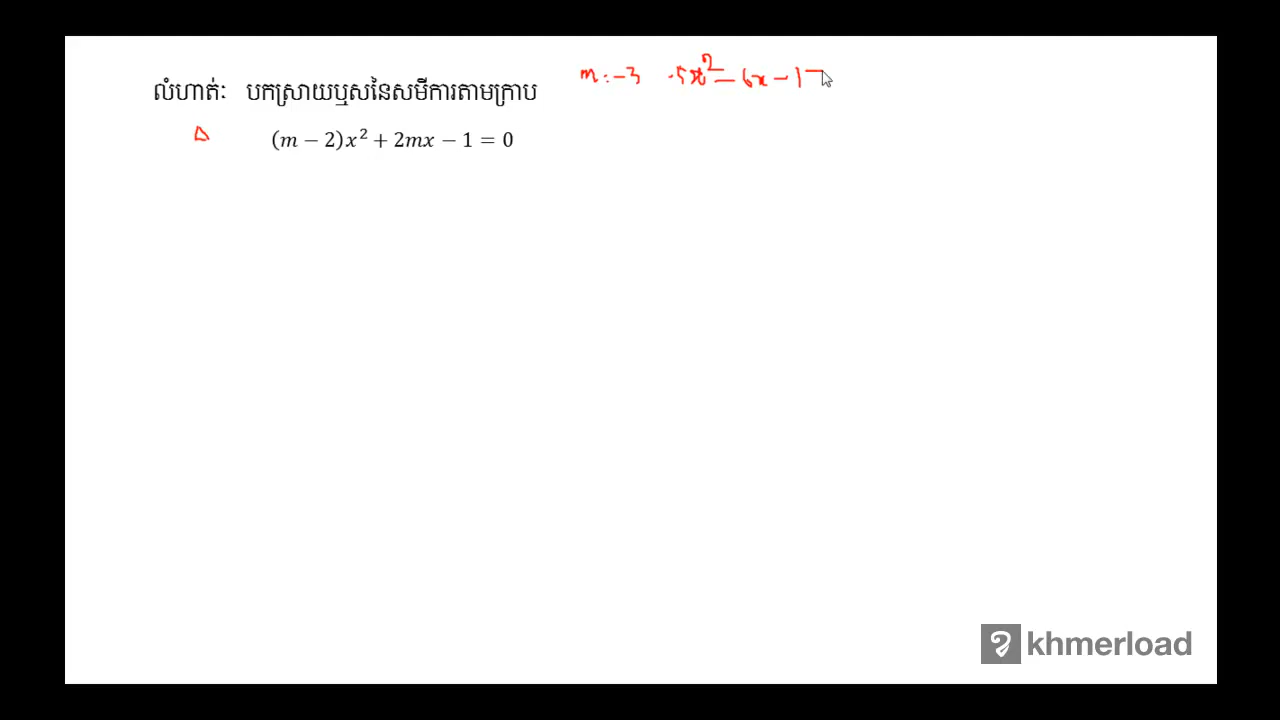 លំហាត់ៈ បកស្រាយឬសនៃសមីការតាមក្រាប m : -3 -5x² - 6x - 1
Δ (m − 2)x² + 2mx − 1 = 0
khmerload